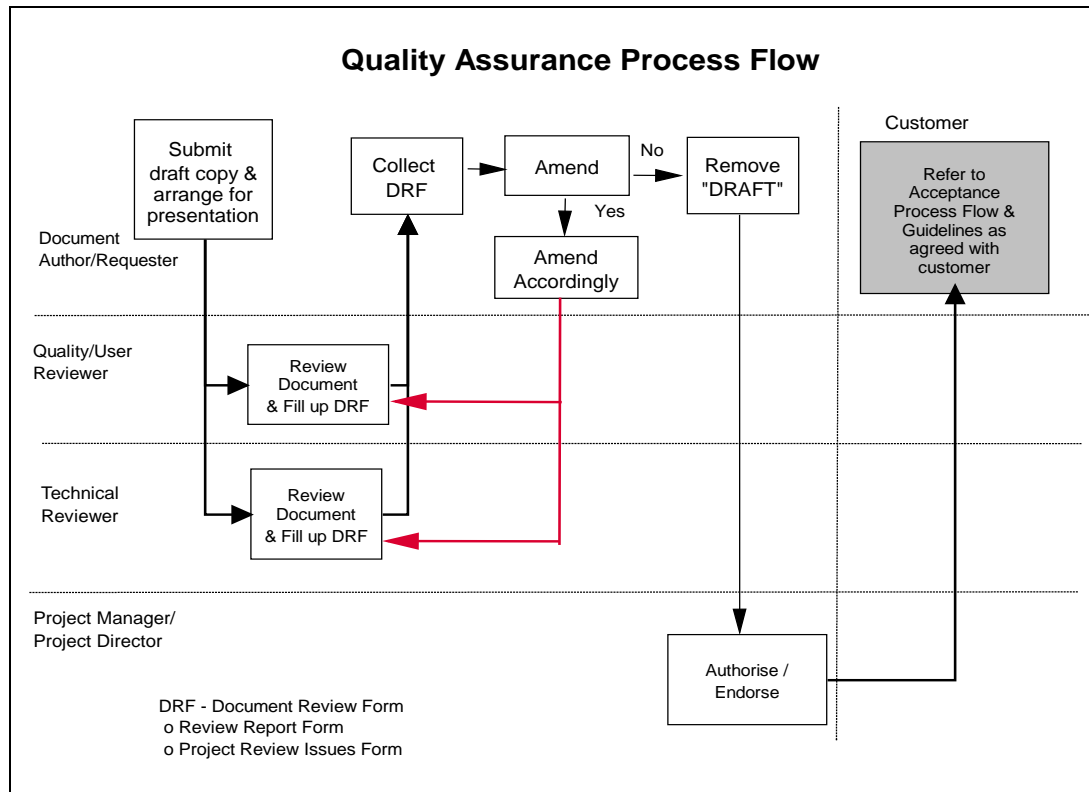 Quality Assurance Process Flow
Customer
Submit
draft copy &
arrange for
presentation
Collect
DRF
Amend
No
Remove
"DRAFT"
Yes
Amend
Accordingly
Refer to
Acceptance
Process Flow &
Guidelines as
agreed with
customer
Document
Author/Requester
Quality/User
Reviewer
Review
Document
& Fill up DRF
Technical
Reviewer
Review
Document
& Fill up DRF
Project Manager/
Project Director
Authorise /
Endorse
DRF - Document Review Form
o Review Report Form
o Project Review Issues Form